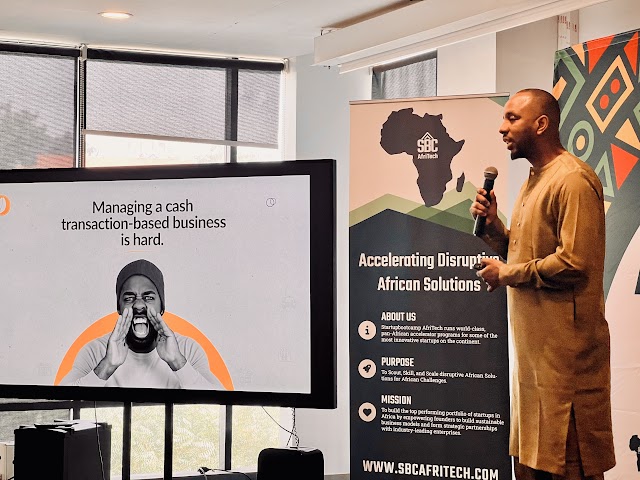 Managing a cash
transaction-based business
is hard.
SBC
AfriTech
Accelerating Disruptive
African Solutions
ABOUT US
Startupbootcamp AfriTech runs world-class,
pan-African accelerator programs for some of the
most innovative startups on the continent.
PURPOSE
To Scout, Skill, and Scale disruptive African Solu-
tions for African Challenges.
MISSION
To build the top performing portfolio of startups in
Africa by empowering founders to build sustainable
business models and form strategic partnerships
with industry-leading enterprises.
WWW.SBCAFRITECH.COM